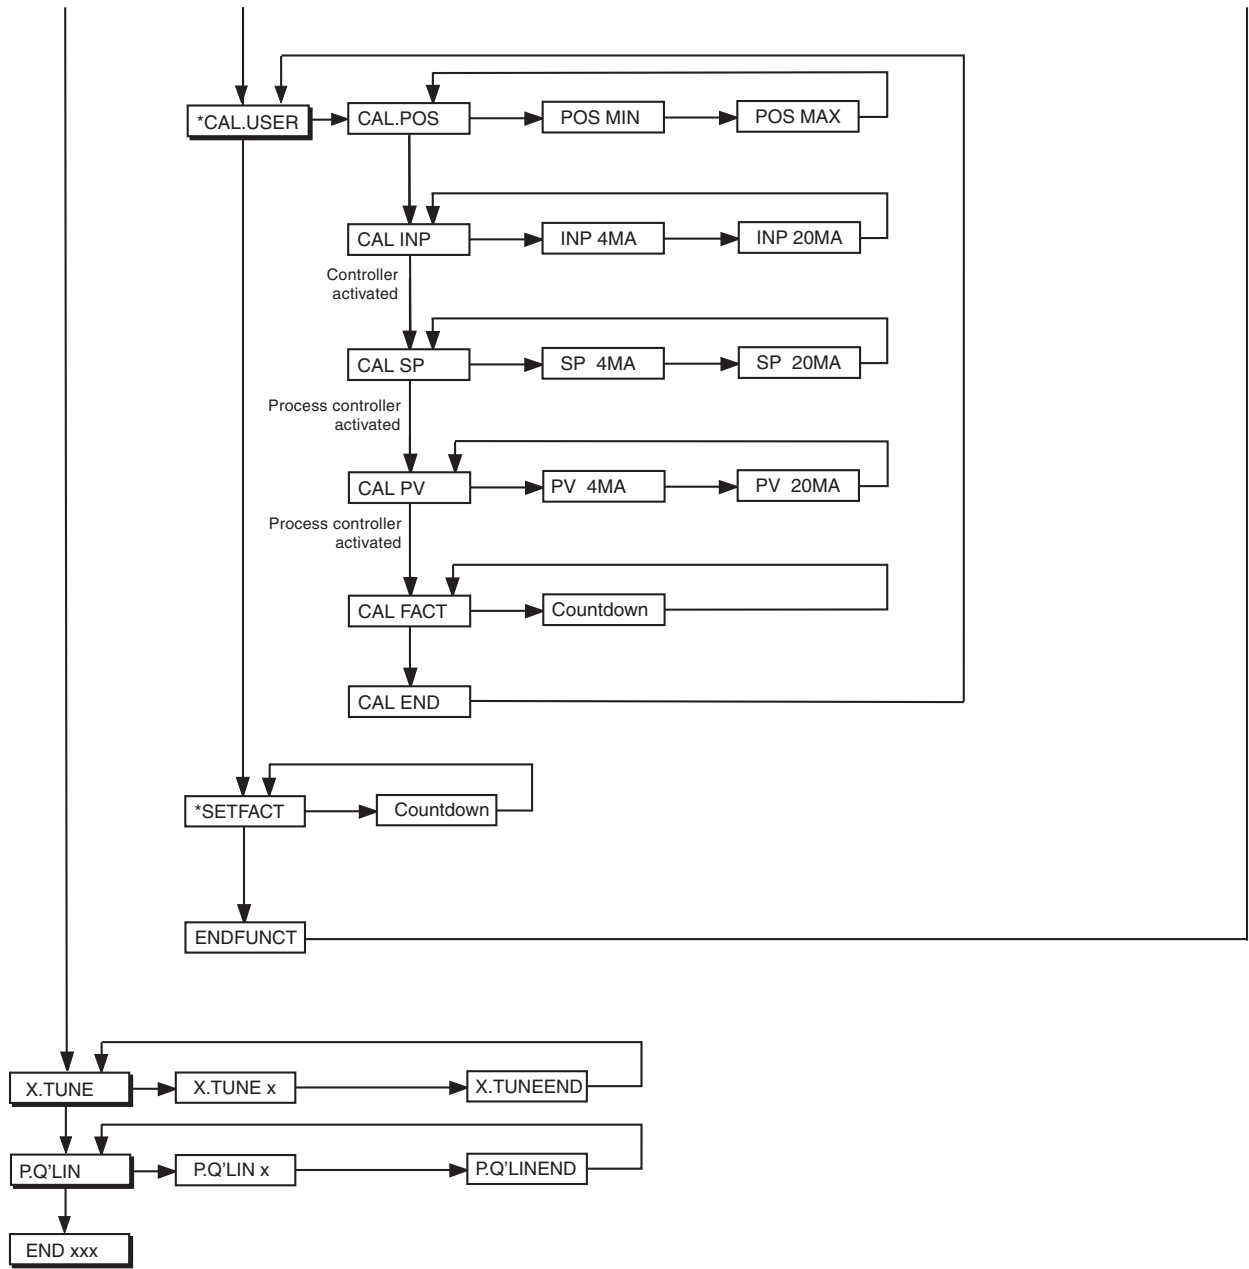 *CAL.USER
CAL.POS
POS MIN
POS MAX
CAL INP
INP 4MA
INP 20MA
Controller
activated
CAL SP
SP 4MA
SP 20MA
Process controller
activated
CAL PV
PV 4MA
PV 20MA
Process controller
activated
CAL FACT
Countdown
CAL END
*SETFACT
Countdown
ENDFUNCT
X.TUNE
X.TUNE x
X.TUNEEND
P.Q’LIN
P.Q’LIN x
P.Q’LINEND
END xxx